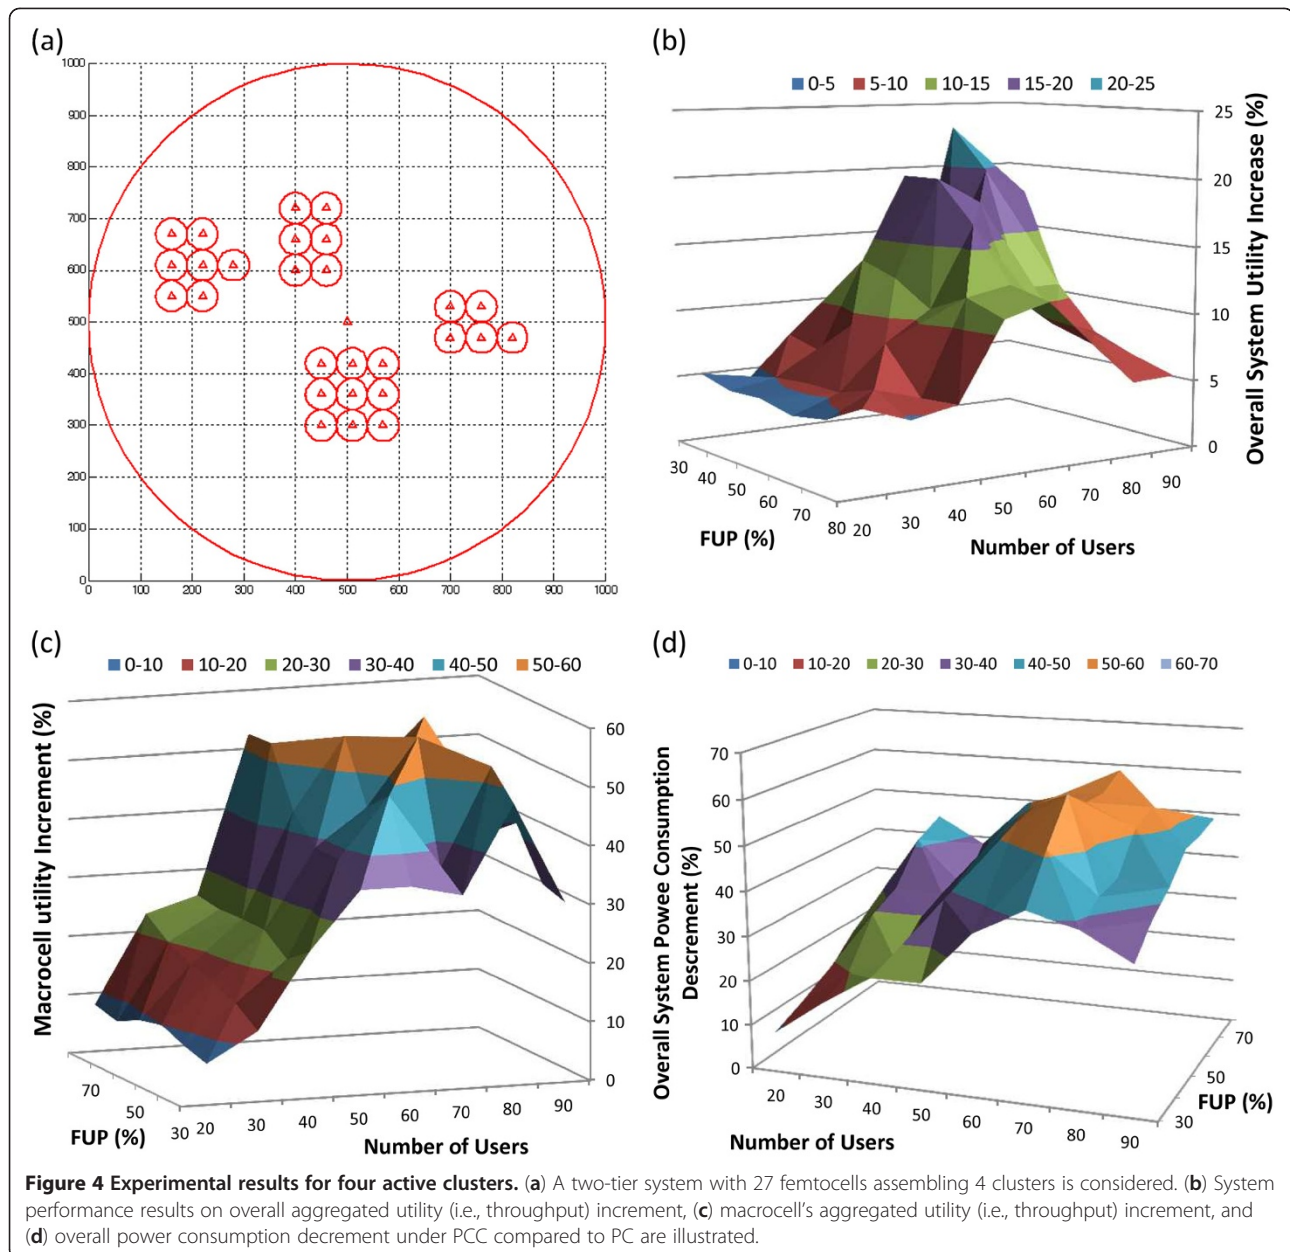 (a)
1000
900
800
700
600
500
400
300
200
100
0
0 100 200 300 400 500 600 700 800 900 1000
(b)
0-5 5-10 10-15 15-20 20-25
25
20
15
10
5
0
Overall System Utility Increase (%)
30 40 50 60 70 80
FUP (%)
20 30 40 50 60 70 80 90
Number of Users
(c)
0-10 10-20 20-30 30-40 40-50 50-60
Macrocell utility Increment (%)
60
50
40
30
20
10
0
70 50 30
FUP (%)
20 30 40 50 60 70 80 90
Number of Users
(d)
0-10 10-20 20-30 30-40 40-50 50-60 60-70
Overall System Powee Consumption
Descrement (%)
70
60
50
40
30
20
10
0
20 30 40 50 60 70 80 90
Number of Users
70
50
30
FUP (%)
Figure 4 Experimental results for four active clusters. (a) A two-tier system with 27 femtocells assembling 4 clusters is considered. (b) System
performance results on overall aggregated utility (i.e., throughput) increment, (c) macrocell's aggregated utility (i.e., throughput) increment, and
(d) overall power consumption decrement under PCC compared to PC are illustrated.